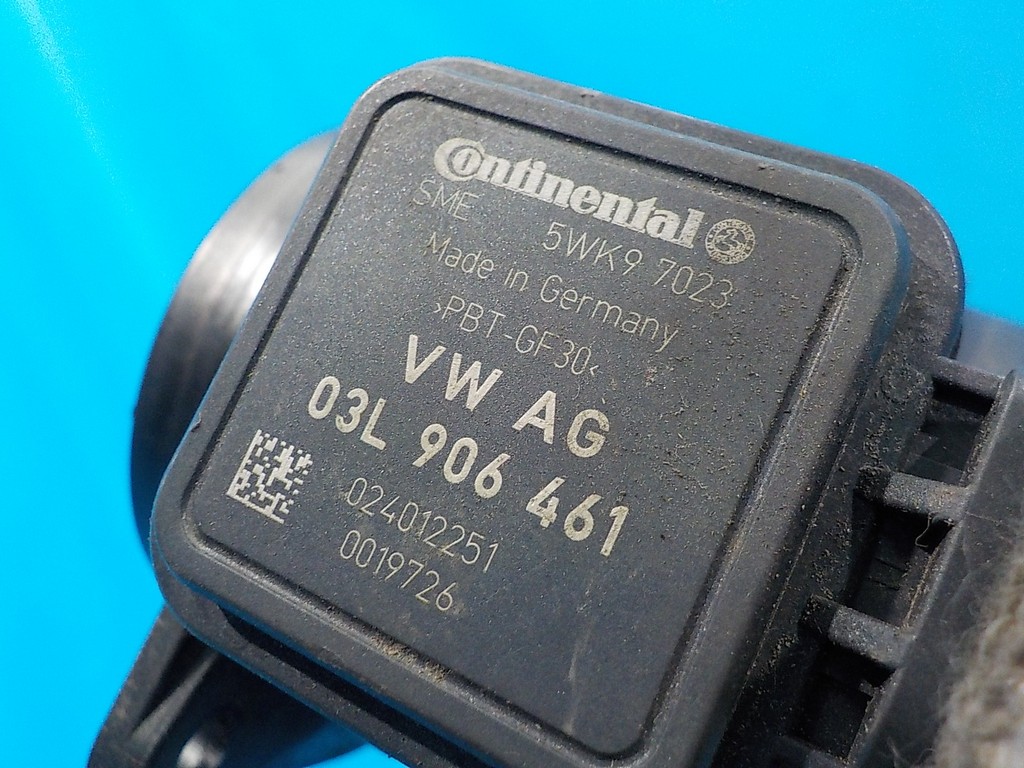 Continental
SME 5WK9 7023
Made in Germany
>PBT-GF30<
VW AG
03L 906 461
024012251
0019726